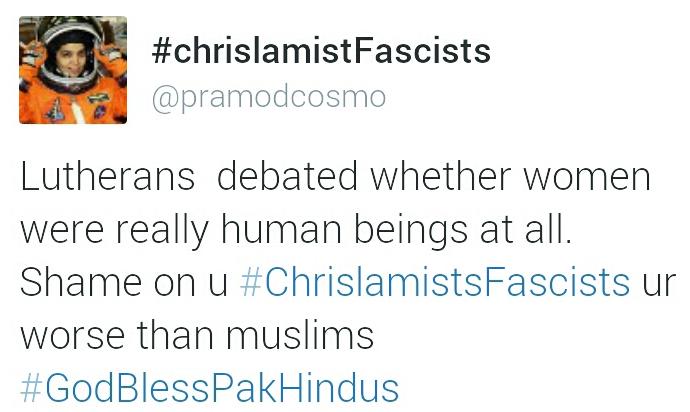 #chrislamistFascists
@pramodcosmo
Lutherans debated whether women
were really human beings at all.
Shame on u #ChrislamistsFascists ur
worse than muslims
#GodBlessPakHindus